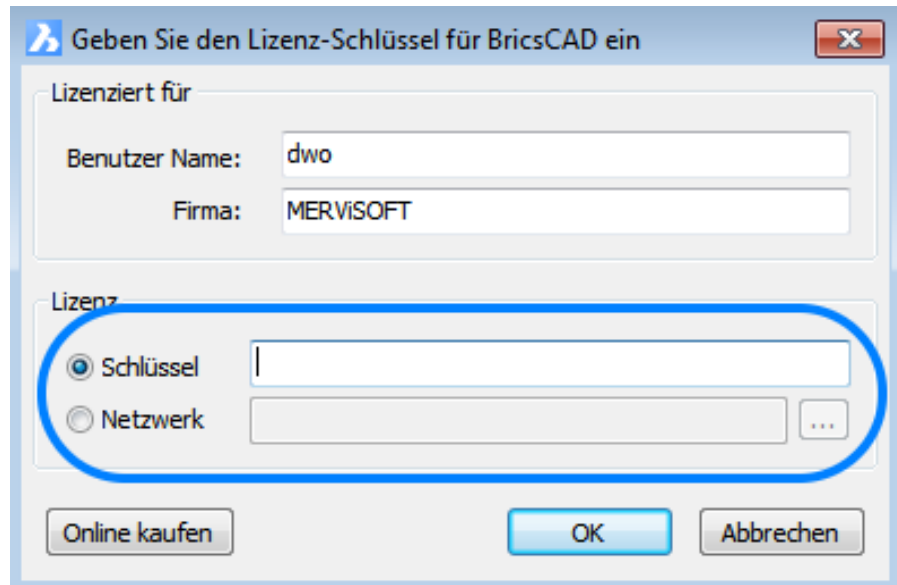 Geben Sie den Lizenz-Schlüssel für BricsCAD ein
Lizenziert für
Benutzer Name: dwo
Firma: MERViSOFT
Lizenz
Schlüssel
Netzwerk ...
Online kaufen OK Abbrechen